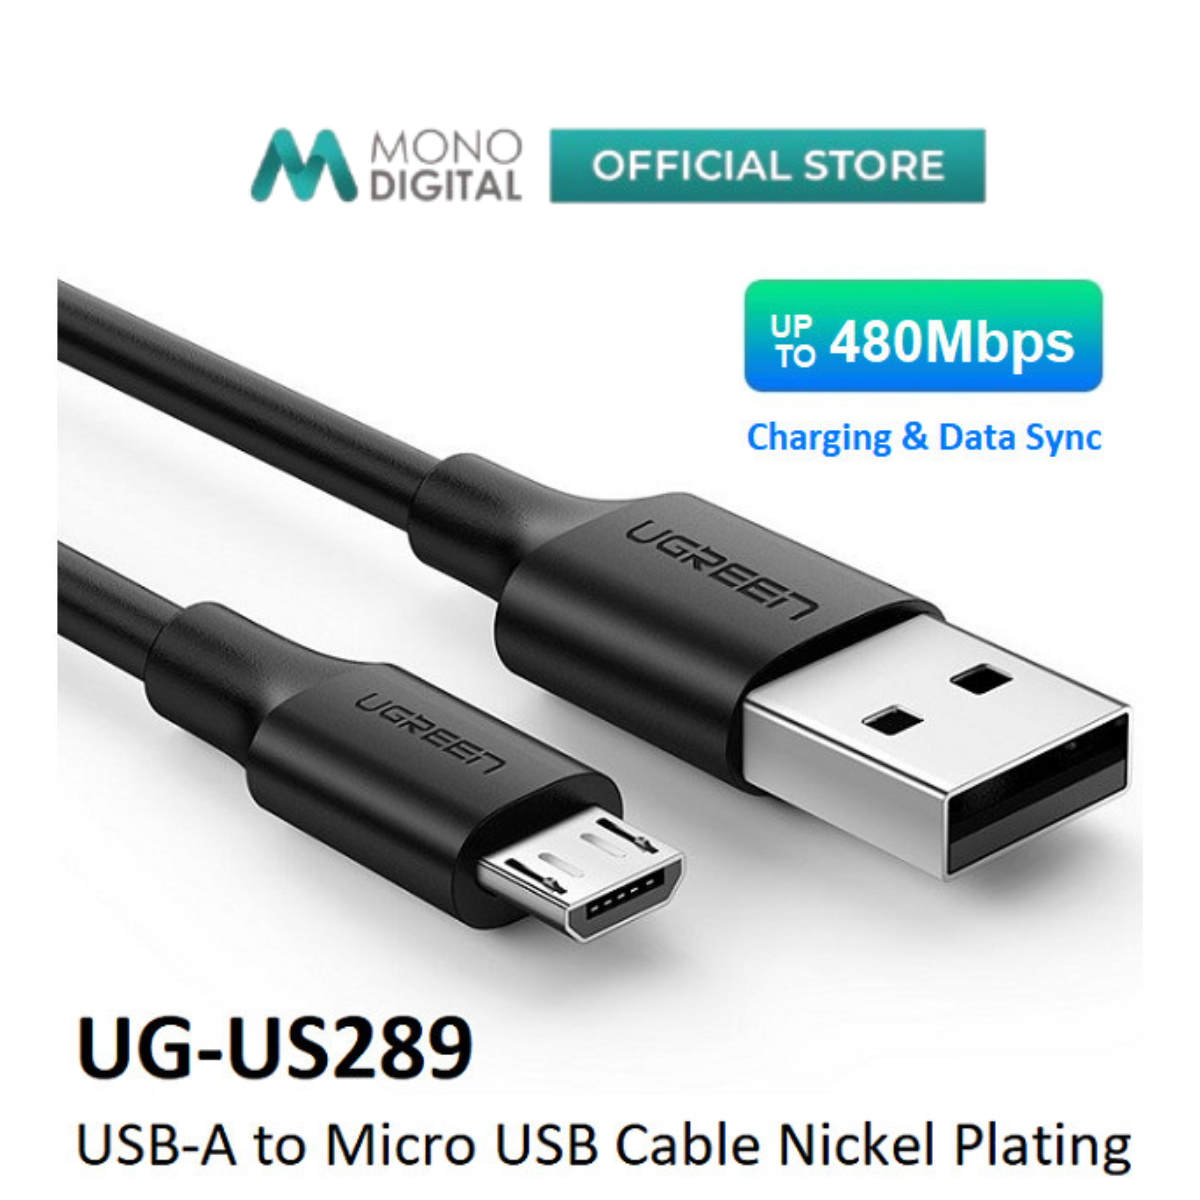 MONO
DIGITAL
OFFICIAL STORE
UP
TO 480Mbps
Charging & Data Sync
UGREEN
UGREEN
UG-US289
USB-A to Micro USB Cable Nickel Plating